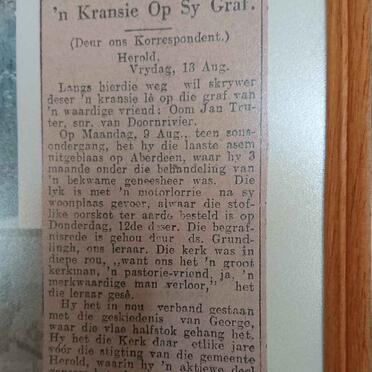 'n Kransie Op Sy Graf.
(Deur ons Korrespondent.)
Herold,
Vrydag, 13 Aug.
Langs hierdie weg wil skrywer
deser 'n kransie lê op die graf van
'n waardige vriend: Oom Jan Tru-
ter, snr. van Doornrivier.
Op Maandag, 9 Aug., teen sons-
ondergang, het hy die laaste asem
uitgeblaas op Aberdeen, waar hy 3
maande onder die behandeling van
'n bekwame geneesheer was. Die
lyk is met 'n motorlorrie na sy
woonplaas gevoer, alwaar die stof-
like oorskot ter aarde besteld is op
Donderdag, 12de deser. Die begraf-
nisrede is gehou deur ds. Grund-
lingh, ons leraar. Die kerk was in
diepe rou, „want ons het 'n groot
kerkman, 'n pastorie-vriend, ja, 'n
merkwaardige man verloor,” het
die leraar gesê.
Hy het in nou verband gestaan
met die geskiedenis van George,
waar die vlae halfstok gehang het.
Hy het die Kerk daar etlike jare
vóór die stigting van die gemeente
Herold, waarin hy 'n aktiewe deel